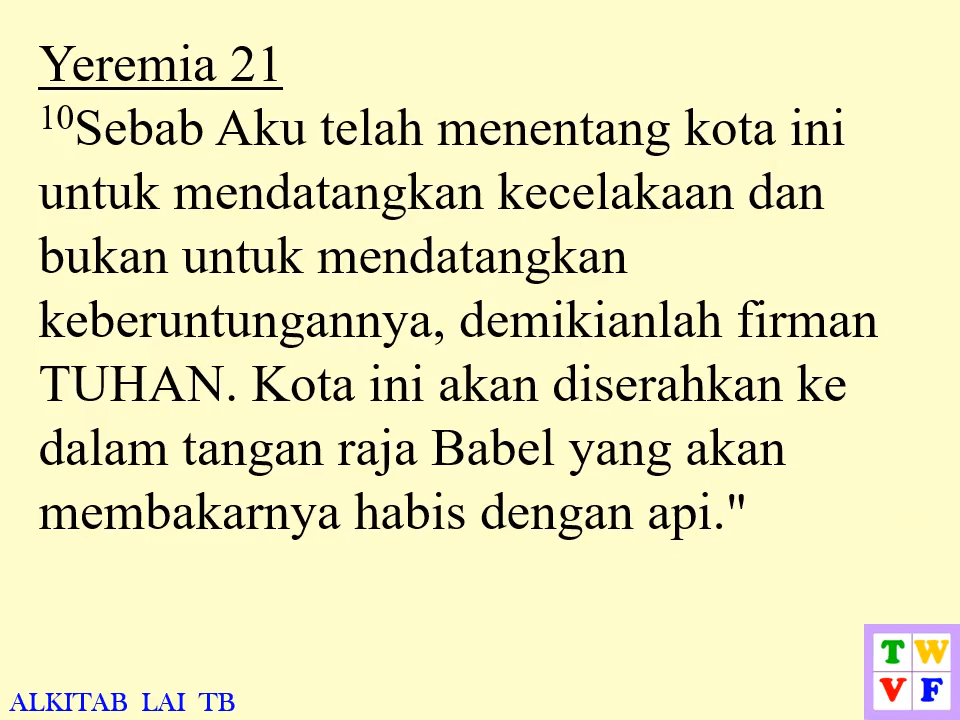 Yeremia 21
10Sebab Aku telah menentang kota ini
untuk mendatangkan kecelakaan dan
bukan untuk mendatangkan
keberuntungannya, demikianlah firman
TUHAN. Kota ini akan diserahkan ke
dalam tangan raja Babel yang akan
membakarnya habis dengan api."
ALKITAB LAI TB
T W
V F